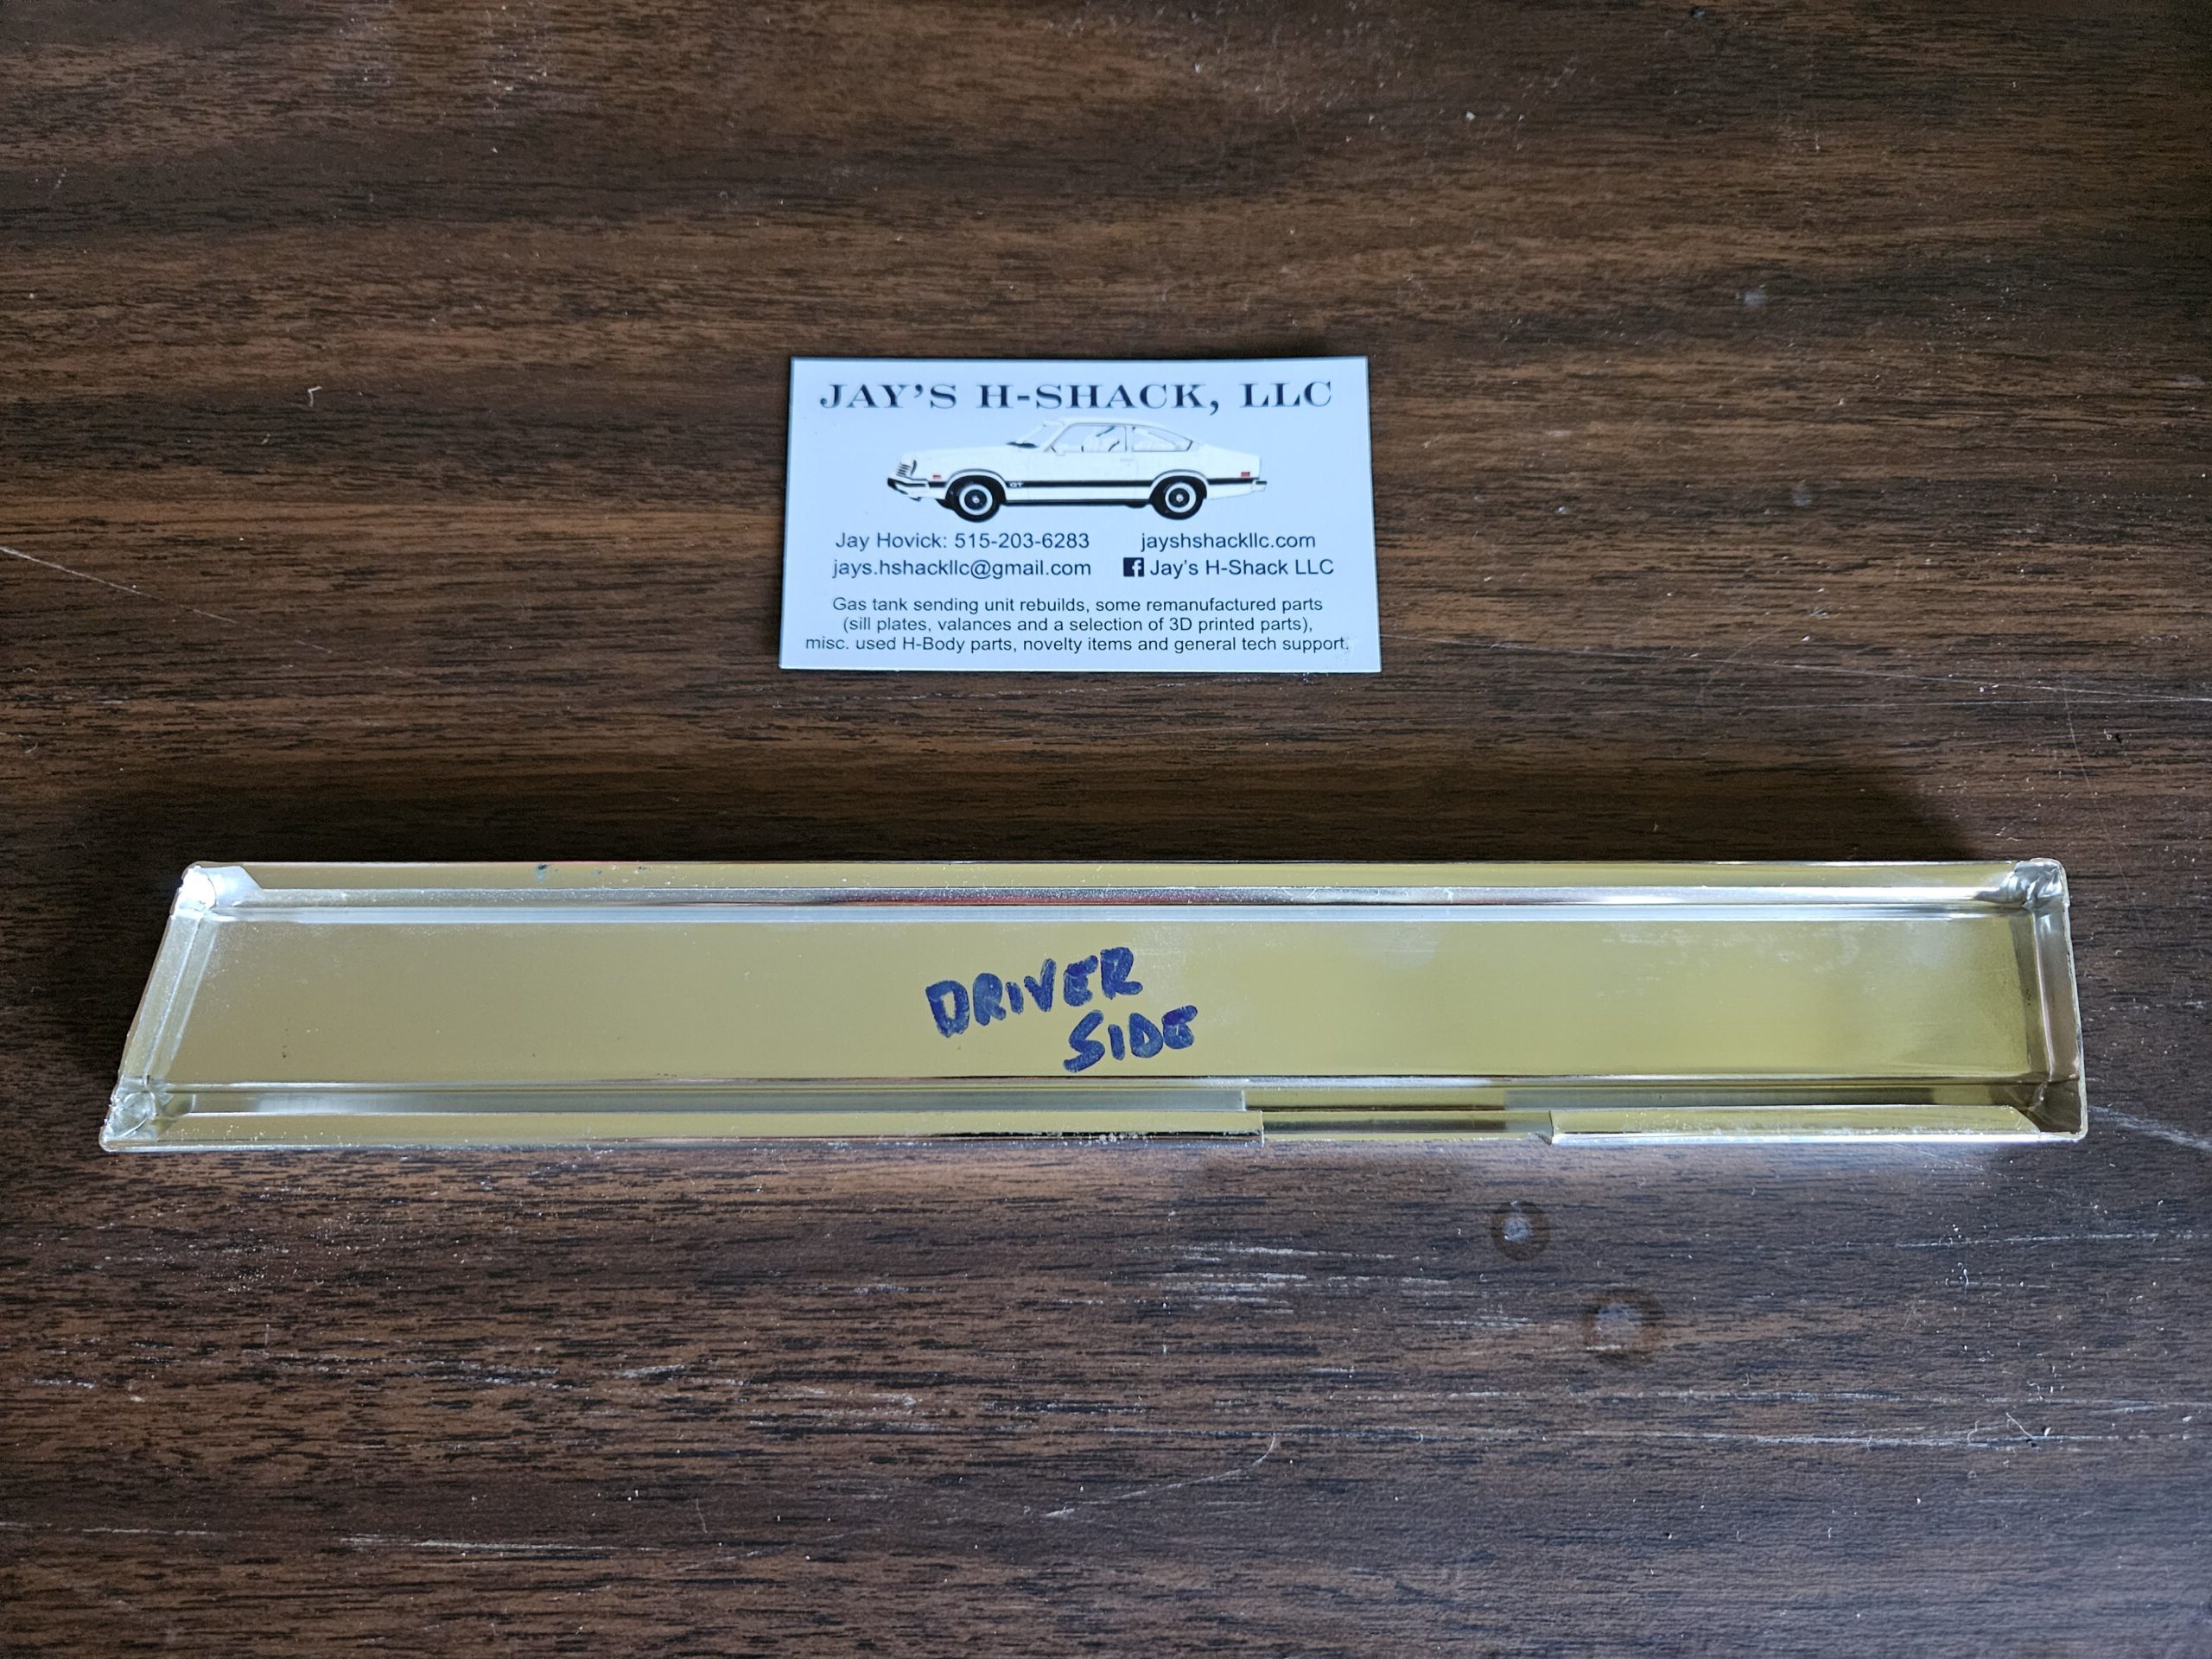 JAY'S H-SHACK, LLC
GT
Jay Hovick: 515-203-6283 jayshshackllc.com
jays.hshackllc@gmail.com f Jay's H-Shack LLC
Gas tank sending unit rebuilds, some remanufactured parts
(sill plates, valances and a selection of 3D printed parts),
misc. used H-Body parts, novelty items and general tech support.
DRIVER
SIDE